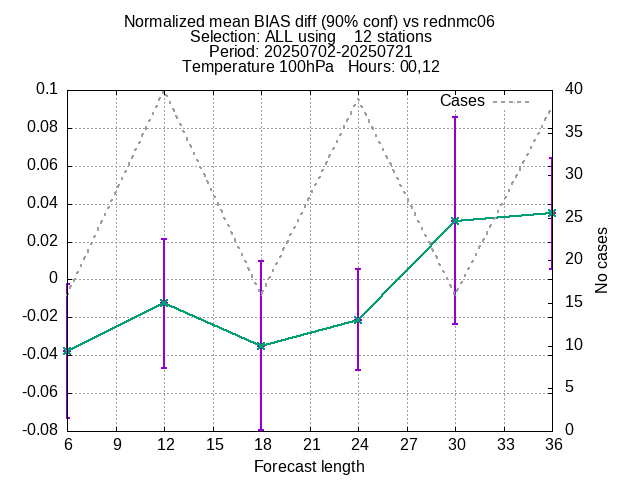 Normalized mean BIAS diff (90% conf) vs rednmc06
Selection: ALL using    12 stations
Period: 20250702-20250721
Temperature 100hPa   Hours: 00,12
Cases
0.1
0.08
0.06
0.04
0.02
0
-0.02
-0.04
-0.06
-0.08
40
35
30
25
20
15
10
5
0
No cases
6 9 12 15 18 21 24 27 30 33 36
Forecast length